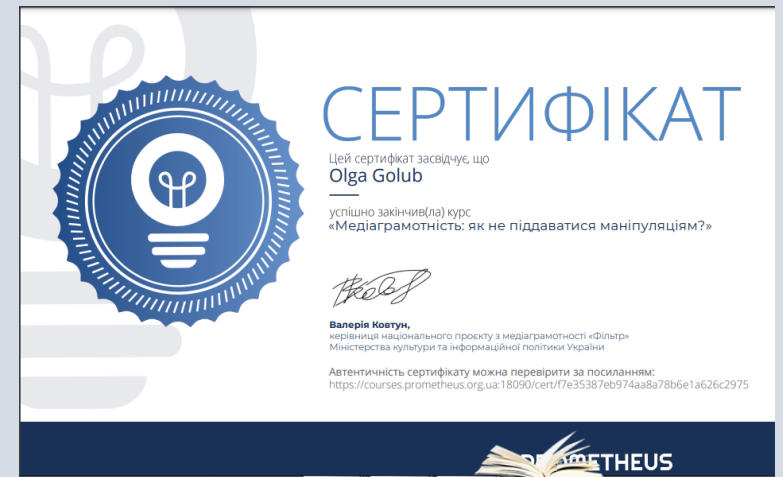 СЕРТИФІКАТ
Цей сертифікат засвідчує, що
Olga Golub
успішно закінчив(ла) курс
«Медіаграмотність: як не піддаватися маніпуляціям?»
Валерія Ковтун,
керівниця національного проєкту з медіаграмотності «Фільтр»
Міністерства культури та інформаційної політики України
Автентичність сертифікату можна перевірити за посиланням:
https://courses.prometheus.org.ua:18090/cert/f7e35387eb974aa8a78b6e1a626c2975
PROMETHEUS